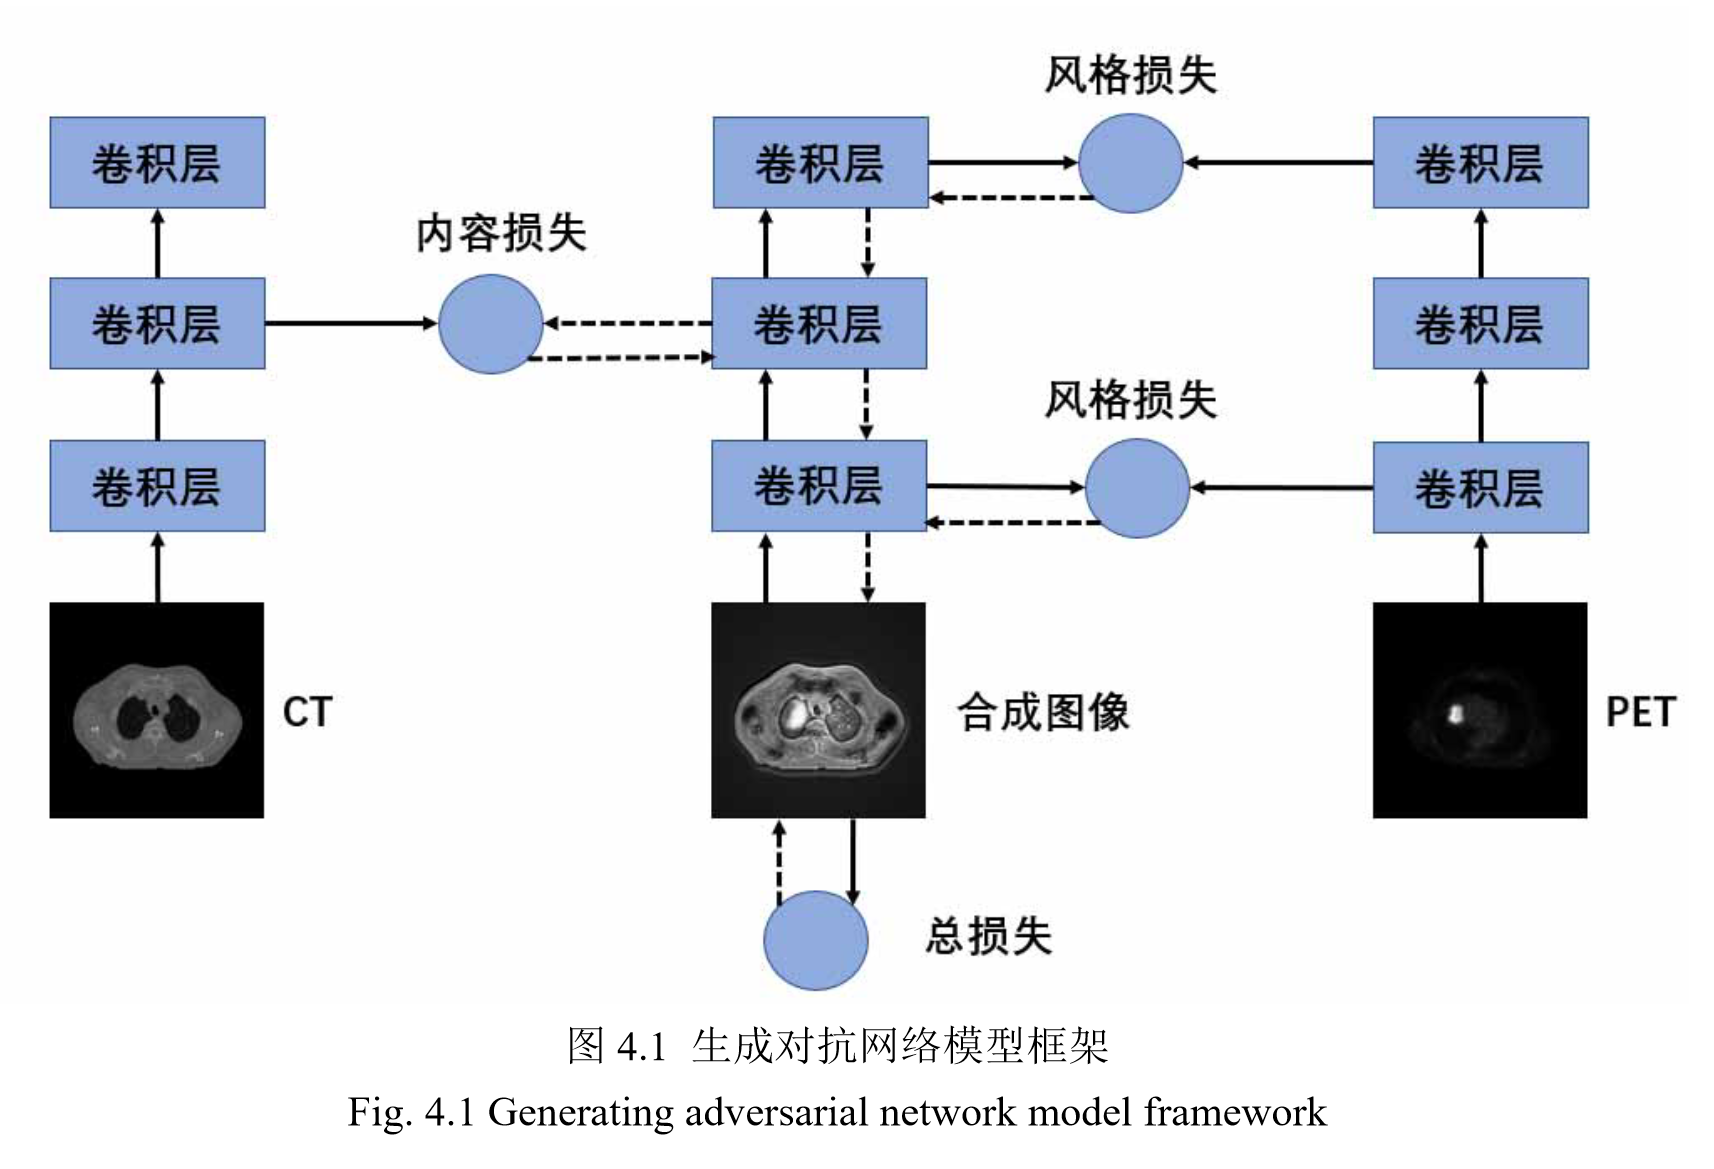 风格损失
卷积层
卷积层
卷积层
内容损失
卷积层
卷积层
卷积层
风格损失
卷积层
卷积层
卷积层
CT
合成图像
PET
总损失
图 4.1 生成对抗网络模型框架
Fig. 4.1 Generating adversarial network model framework